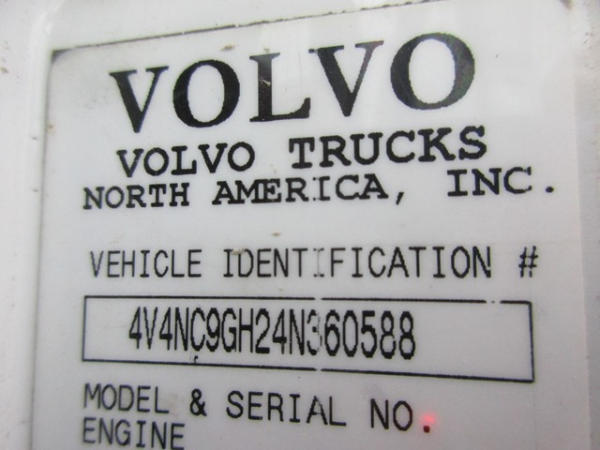 VOLVO
VOLVO TRUCKS
NORTH AMERICA, INC.
VEHICLE IDENTIFICATION #
4V4NC9GH24N360588
MODEL & SERIAL NO.
ENGINE